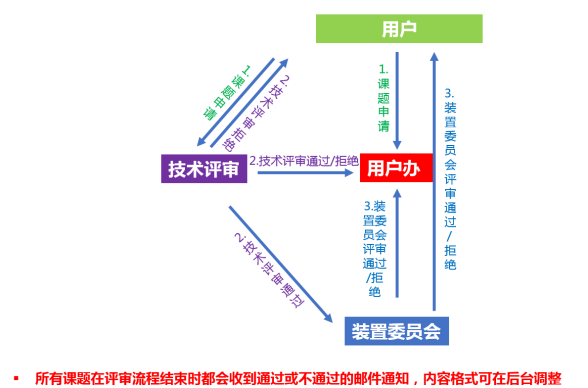 用户
1.课题申请
2.技术评审拒绝
1.
课
题
申
请
3.
装
置
委
员
会
评
审
通
过
/
拒
绝
技术评审
2.技术评审通过/拒绝
用户办
3.装
置委
员会
评审
通过
/拒
绝
2.技术评审通过
装置委员会
▪ 所有课题在评审流程结束时都会收到通过或不通过的邮件通知，内容格式可在后台调整